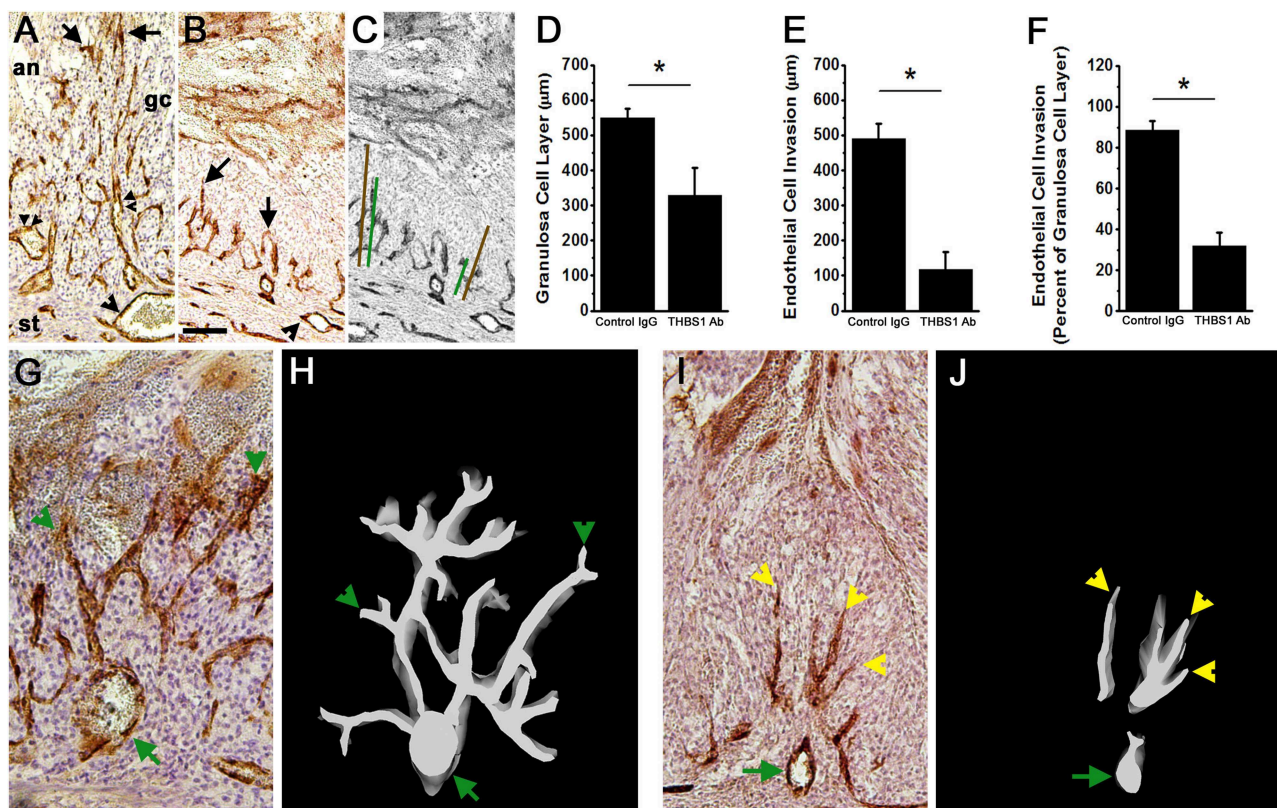 A
an
gc
st
B
C
D
Granulosa Cell Layer (µm)
700
600
500
400
300
200
100
0
*
Control IgG THBS1 Ab
E
Endothelial Cell Invasion (µm)
700
600
500
400
300
200
100
0
*
Control IgG THBS1 Ab
F
Endothelial Cell Invasion
(Percent of Granulosa Cell Layer)
120
100
80
60
40
20
0
*
Control IgG THBS1 Ab
G
H
I
J